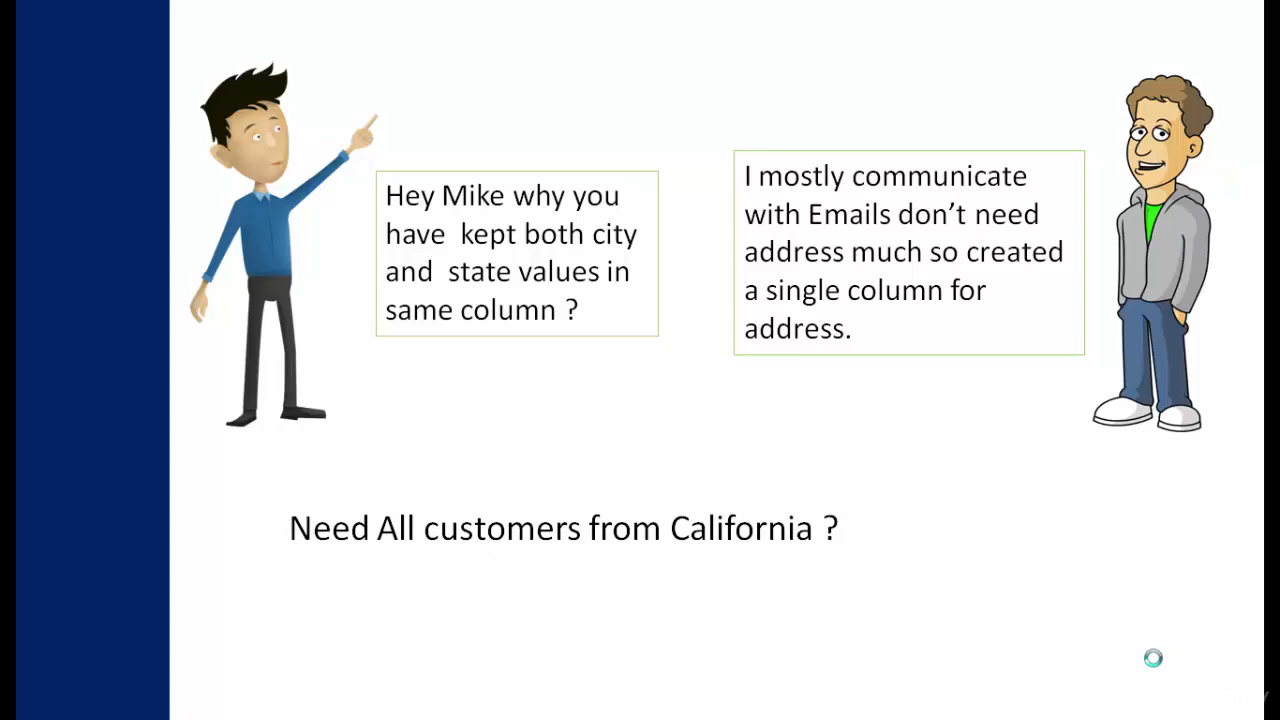 Hey Mike why you
have  kept both city
and  state values in
same column ?
I mostly communicate
with Emails don't need
address much so created
a single column for
address.
Need All customers from California ?